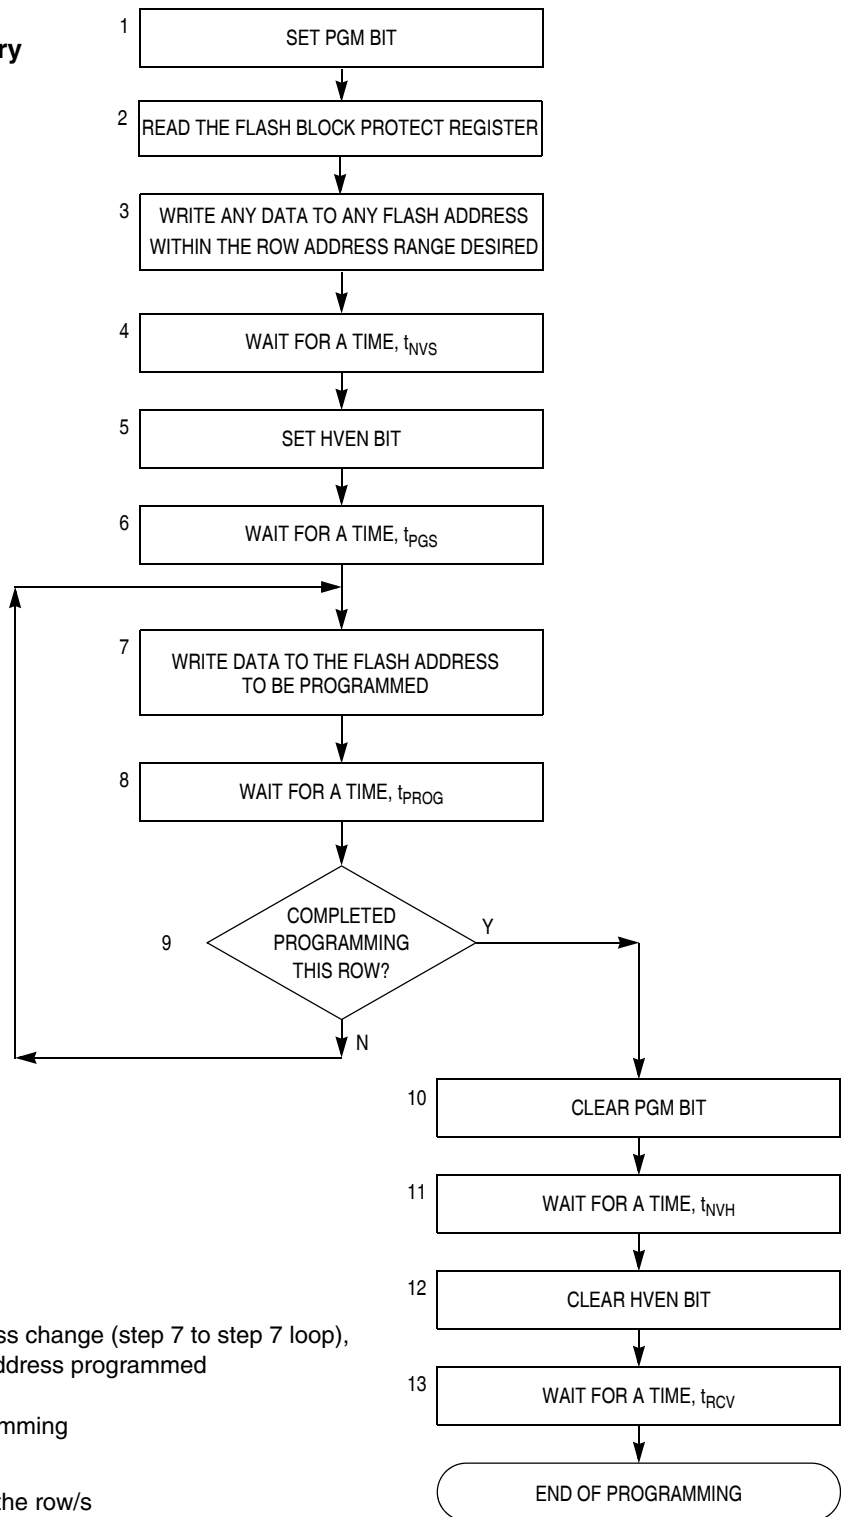 ry
1
SET PGM BIT
2
READ THE FLASH BLOCK PROTECT REGISTER
3
WRITE ANY DATA TO ANY FLASH ADDRESS
WITHIN THE ROW ADDRESS RANGE DESIRED
4
WAIT FOR A TIME, tNVS
5
SET HVEN BIT
6
WAIT FOR A TIME, tPGS
7
WRITE DATA TO THE FLASH ADDRESS
TO BE PROGRAMMED
8
WAIT FOR A TIME, tPROG
9
COMPLETED
PROGRAMMING
THIS ROW?
Y
N
10
CLEAR PGM BIT
11
WAIT FOR A TIME, tNVH
12
CLEAR HVEN BIT
ss change (step 7 to step 7 loop),
ddress programmed
13
WAIT FOR A TIME, tRCV
mming
END OF PROGRAMMING
the row/s